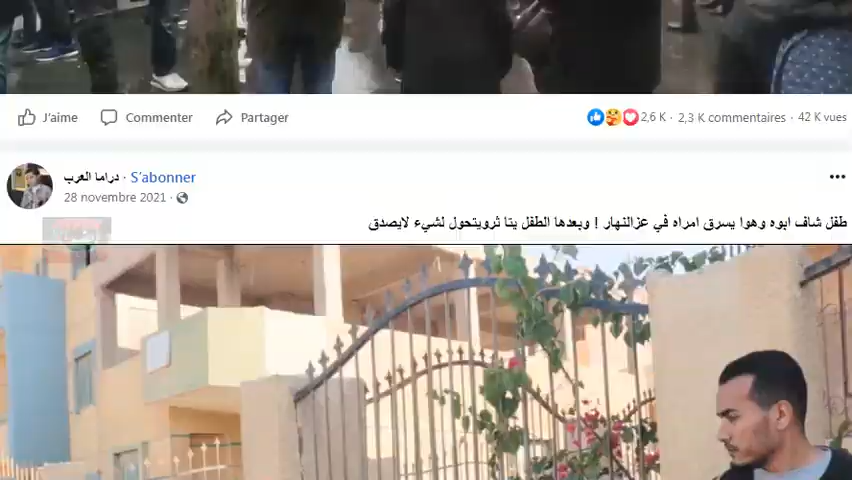 J'aime Commenter Partager 2,6 K · 2,3 K commentaires · 42 K vues
دراما العرب · S'abonner
28 novembre 2021 ·
طفل شاف ابوه وهوا يسرق امراه في عزالنهار ! وبعدها الطفل يتا ثرويتحول لشيء لايصدق